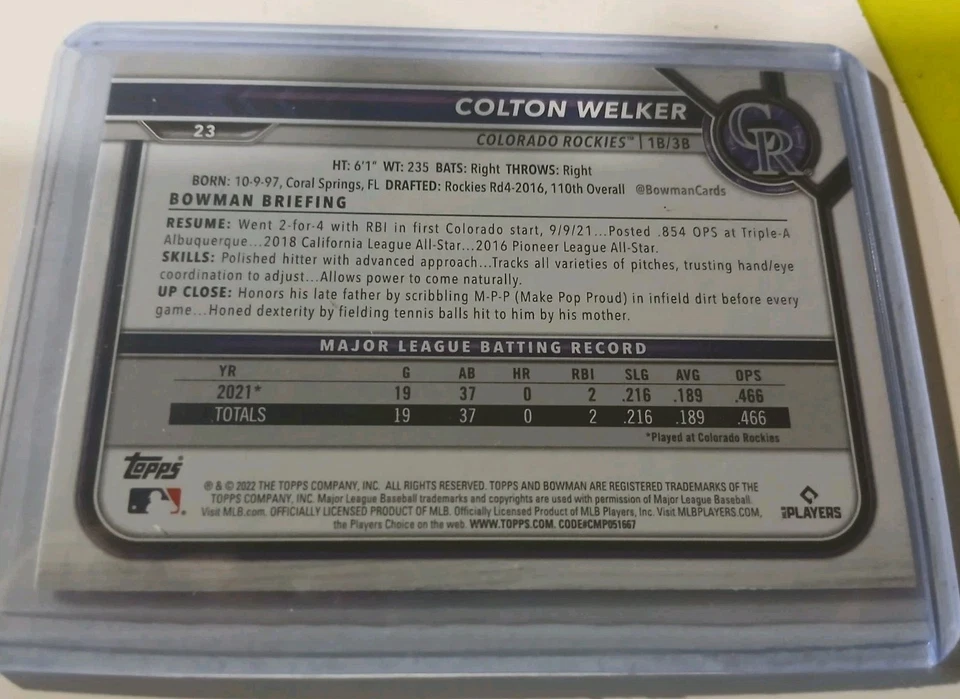 COLTON WELKER
23
COLORADO ROCKIES™ | 1B/3B
CR
HT: 6'1" WT: 235 BATS: Right THROWS: Right
BORN: 10-9-97, Coral Springs, FL DRAFTED: Rookies Rd4-2016, 110th Overall @BowmanCards
BOWMAN BRIEFING
RESUME: Went 2-for-4 with RBI in first Colorado start, 9/9/21...Posted .854 OPS at Triple-A
Albuquerque...2018 California League All-Star...2016 Pioneer League All-Star.
SKILLS: Polished hitter with advanced approach...Tracks all varieties of pitches, trusting hand/eye
coordination to adjust...Allows power to come naturally.
UP CLOSE: Honors his late father by scribbling M-P-P (Make Pop Proud) in infield dirt before every
game...Honed dexterity by fielding tennis balls hit to him by his mother.
MAJOR LEAGUE BATTING RECORD
YR G AB HR RBI SLG AVG OPS
2021* 19 37 0 2 .216 .189 .466
TOTALS 19 37 0 2 .216 .189 .466
*Played at Colorado Rockies
Topps
® & © 2022 THE TOPPS COMPANY, INC. ALL RIGHTS RESERVED. TOPPS AND BOWMAN ARE REGISTERED TRADEMARKS OF THE
TOPPS COMPANY, INC. Major League Baseball trademarks and copyrights are used with permission of Major League Baseball.
Visit MLB.com. OFFICIALLY LICENSED PRODUCT OF MLB. Officially Licensed Product of MLB Players, Inc. Visit MLBPLAYERS.COM,
the Players Choice on the web. WWW.TOPPS.COM. CODE#CMP051667
MLB PLAYERS